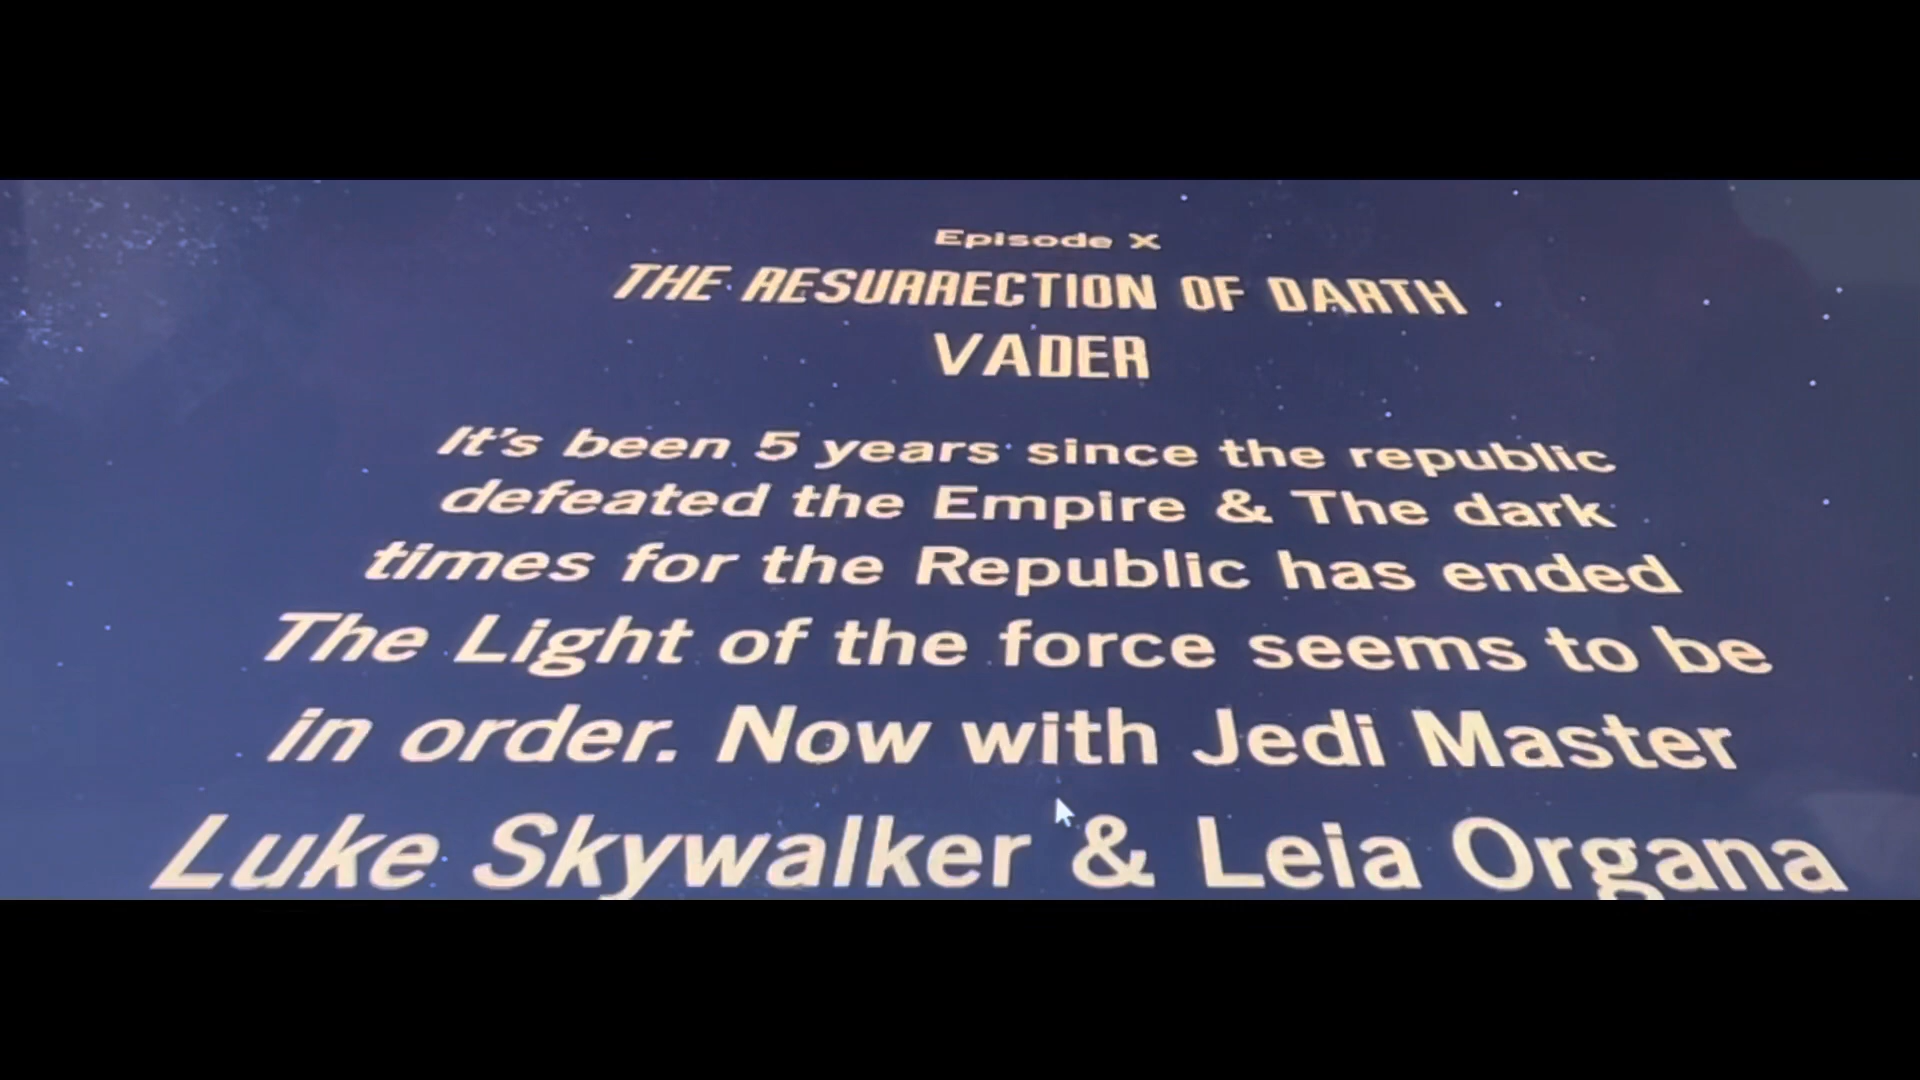 Episode X
THE RESURRECTION OF DARTH
VADER
It's been 5 years since the republic
defeated the Empire & The dark
times for the Republic has ended
The Light of the force seems to be
in order. Now with Jedi Master
Luke Skywalker & Leia Organa